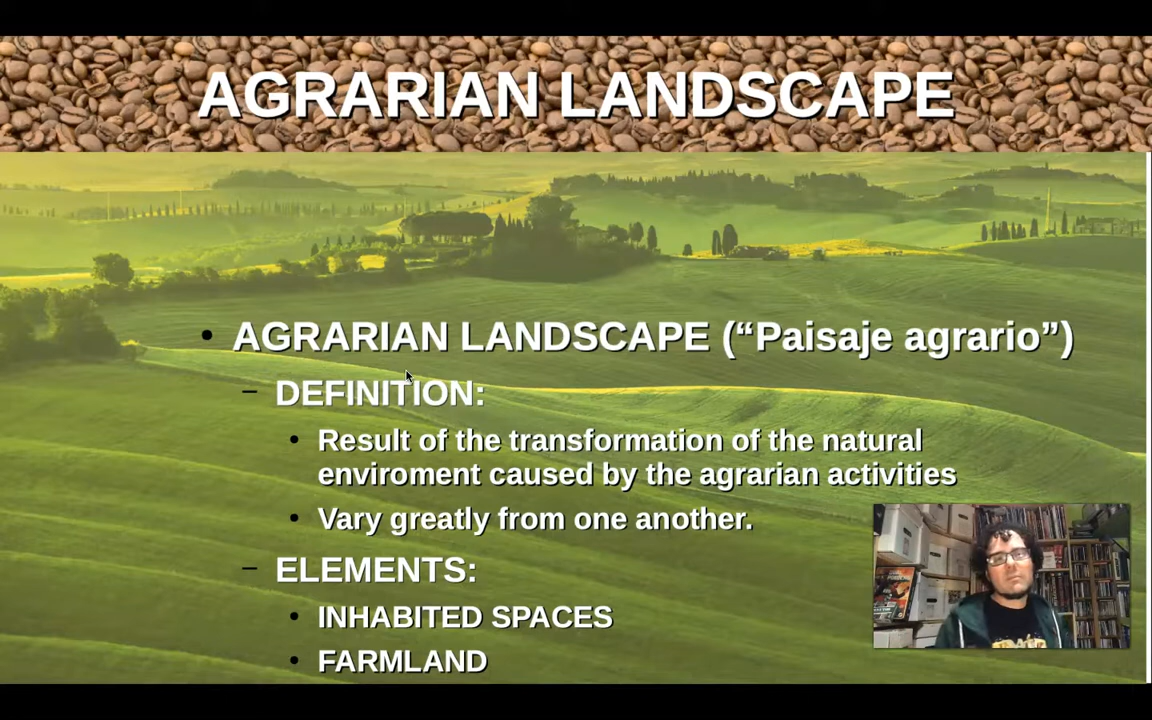 AGRARIAN LANDSCAPE
• AGRARIAN LANDSCAPE (“Paisaje agrario”)
– DEFINITION:
• Result of the transformation of the natural
enviroment caused by the agrarian activities
• Vary greatly from one another.
– ELEMENTS:
• INHABITED SPACES
• FARMLAND